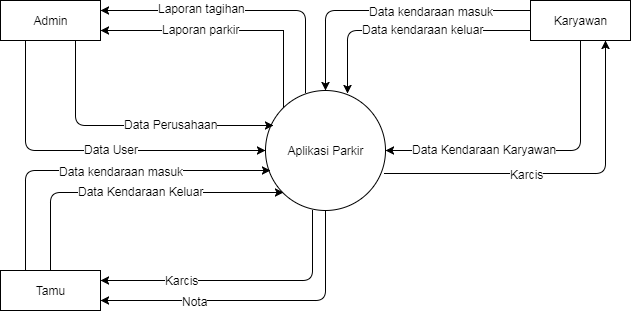 Admin
Laporan tagihan
Laporan parkir
Data kendaraan masuk
Data kendaraan keluar
Karyawan
Data Perusahaan
Data User
Aplikasi Parkir
Data Kendaraan Karyawan
Karcis
Data kendaraan masuk
Data Kendaraan Keluar
Tamu
Karcis
Nota